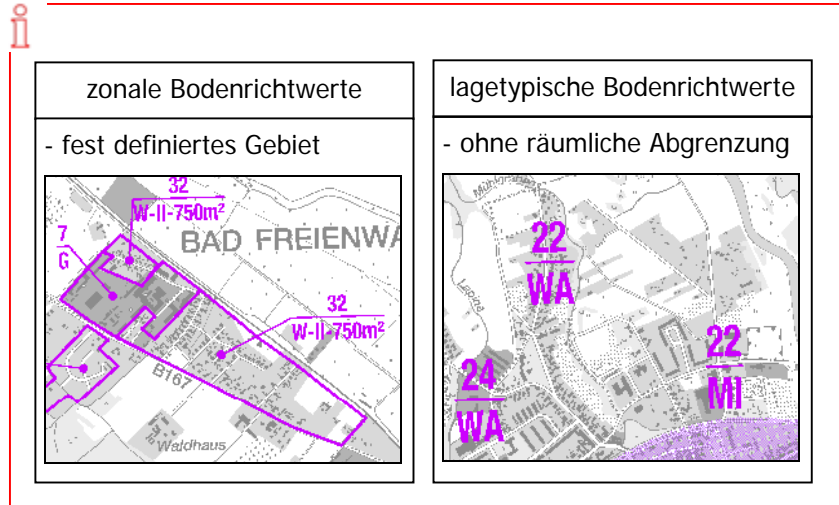 zonale Bodenrichtwerte
- fest definiertes Gebiet
32
W-II-750m²
7
G
BAD FREIENWA
32
W-II-750m²
B167
Waldhaus
lagetypische Bodenrichtwerte
- ohne räumliche Abgrenzung
22
WA
24
WA
22
MI